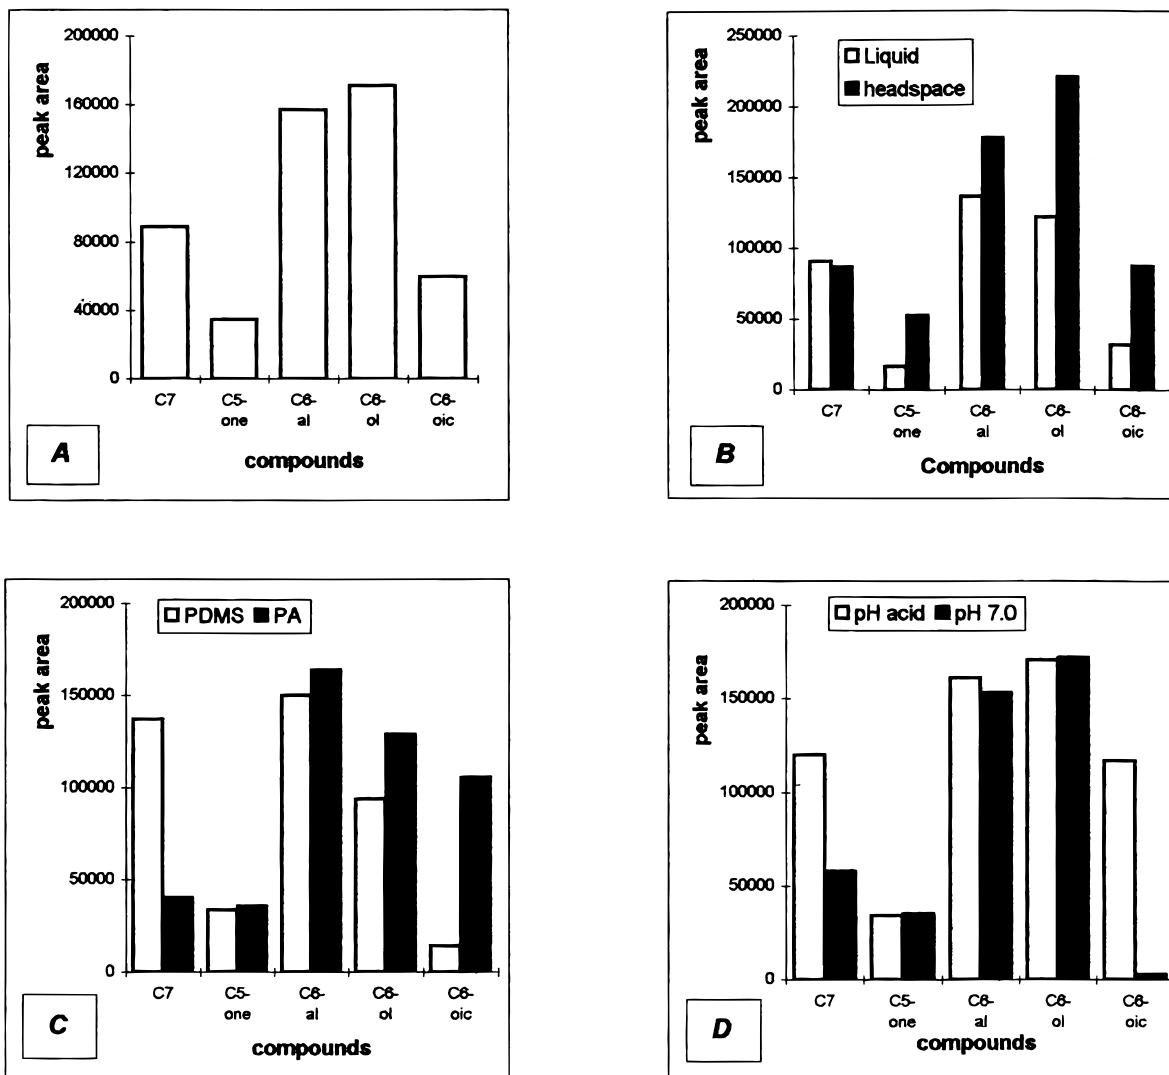 200000
160000
120000
80000
40000
0
peak area
C7 C5-one C6-al C6-ol C6-oic
compounds
A
250000
200000
150000
100000
50000
0
peak area
Liquid
headspace
C7 C5-one C6-al C6-ol C6-oic
Compounds
B
200000
150000
100000
50000
0
peak area
PDMS PA
C7 C5-one C6-al C6-ol C6-oic
compounds
C
200000
150000
100000
50000
0
peak area
pH acid pH 7.0
C7 C5-one C6-al C6-ol C6-oic
compounds
D